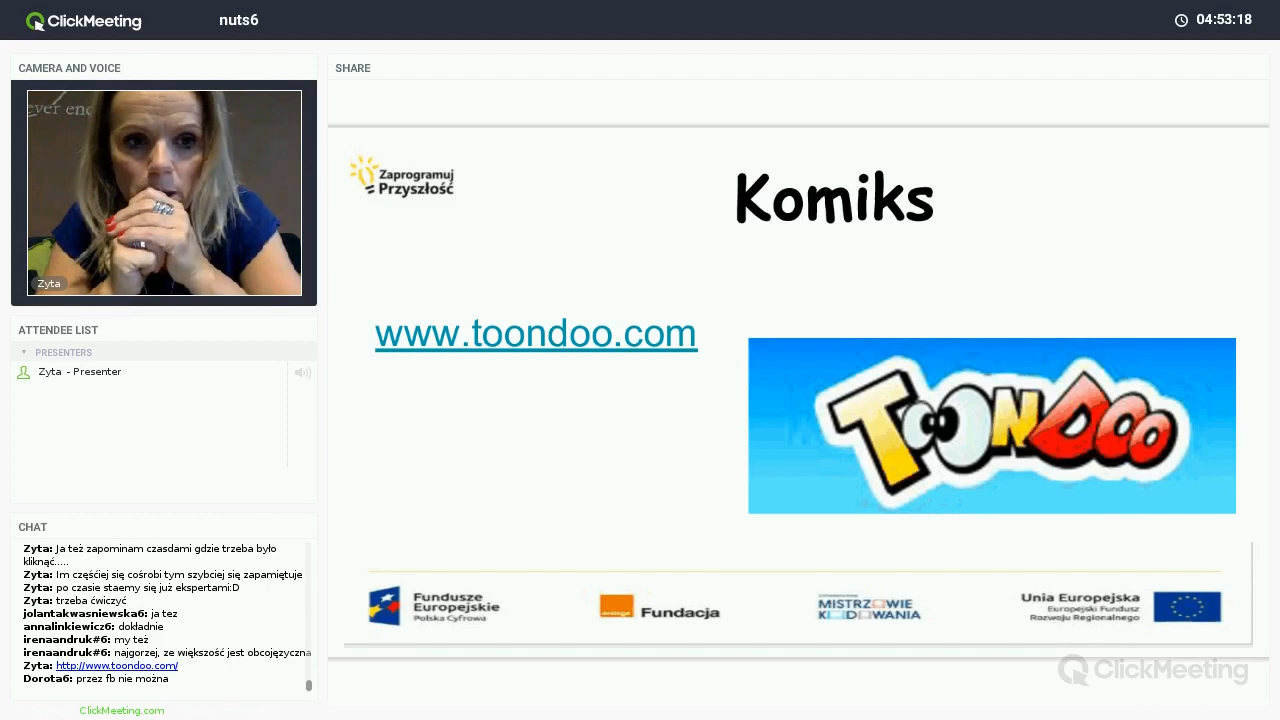 ClickMeeting
nuts6
04:53:18
CAMERA AND VOICE
ever end
Zyta
ATTENDEE LIST
PRESENTERS
Zyta - Presenter
CHAT
Zyta: Ja też zapominam czasdami gdzie trzeba było
kliknąć.....
Zyta: Im częśćiej się cośrobi tym szybciej się zapamiętuje
Zyta: po czasie staemy się już ekspertami:D
Zyta: trzeba ćwiczyć
jolantakwasniewska6: ja tez
annalinkiewicz6: dokładnie
irenaandruk#6: my też
irenaandruk#6: najgorzej, ze większość jest obcojęzyczna
Zyta: http://www.toondoo.com/
Dorota6: przez fb nie można
ClickMeeting.com
SHARE
Zaprogramuj
Przyszłość
Komiks
www.toondoo.com
TOONDOO
Fundusze
Europejskie
Polska Cyfrowa
orange
Fundacja
MISTRZOWIE
KODOWANIA
Unia Europejska
Europejski Fundusz
Rozwoju Regionalnego
ClickMeeting